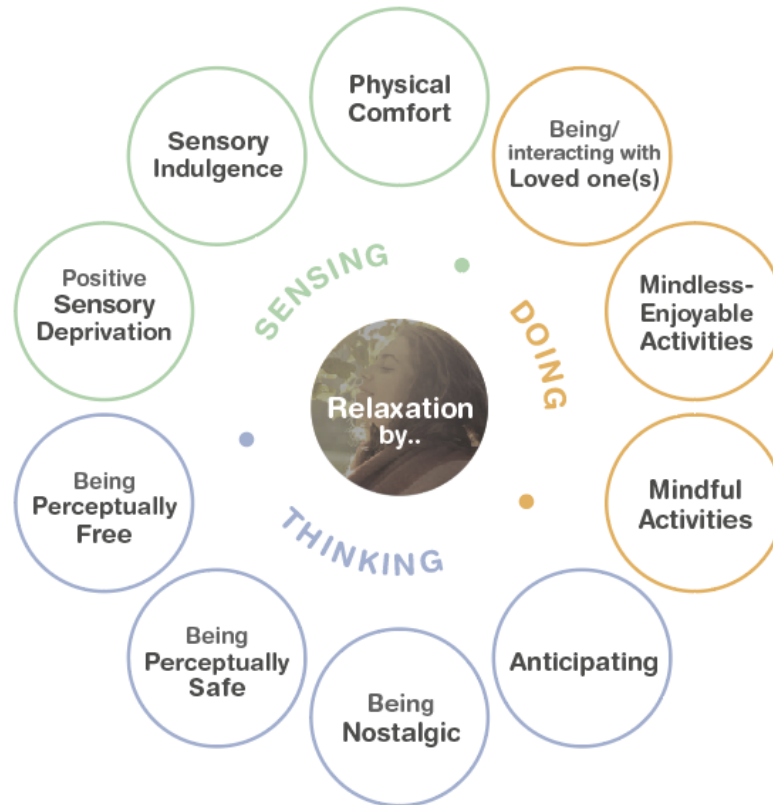 Relaxation
by..
SENSING
Physical
Comfort
Sensory
Indulgence
Positive
Sensory
Deprivation
DOING
Being/
interacting with
Loved one(s)
Mindless-
Enjoyable
Activities
Mindful
Activities
THINKING
Anticipating
Being
Nostalgic
Being
Perceptually
Safe
Being
Perceptually
Free